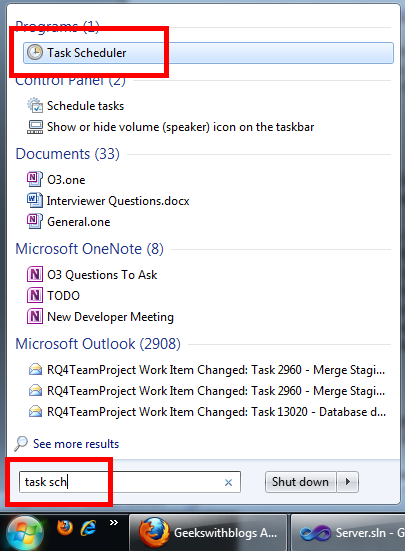 Programs (1)
Task Scheduler
Control Panel (2)
Schedule tasks
Show or hide volume (speaker) icon on the taskbar
Documents (33)
O3.one
Interviewer Questions.docx
General.one
Microsoft OneNote (8)
O3 Questions To Ask
TODO
New Developer Meeting
Microsoft Outlook (2908)
RQ4TeamProject Work Item Changed: Task 2960 - Merge Stagi...
RQ4TeamProject Work Item Changed: Task 2960 - Merge Stagi...
RQ4TeamProject Work Item Changed: Task 13020 - Database d...
See more results
task sch
Shut down
Geekswithblogs A...
Server.sln - G